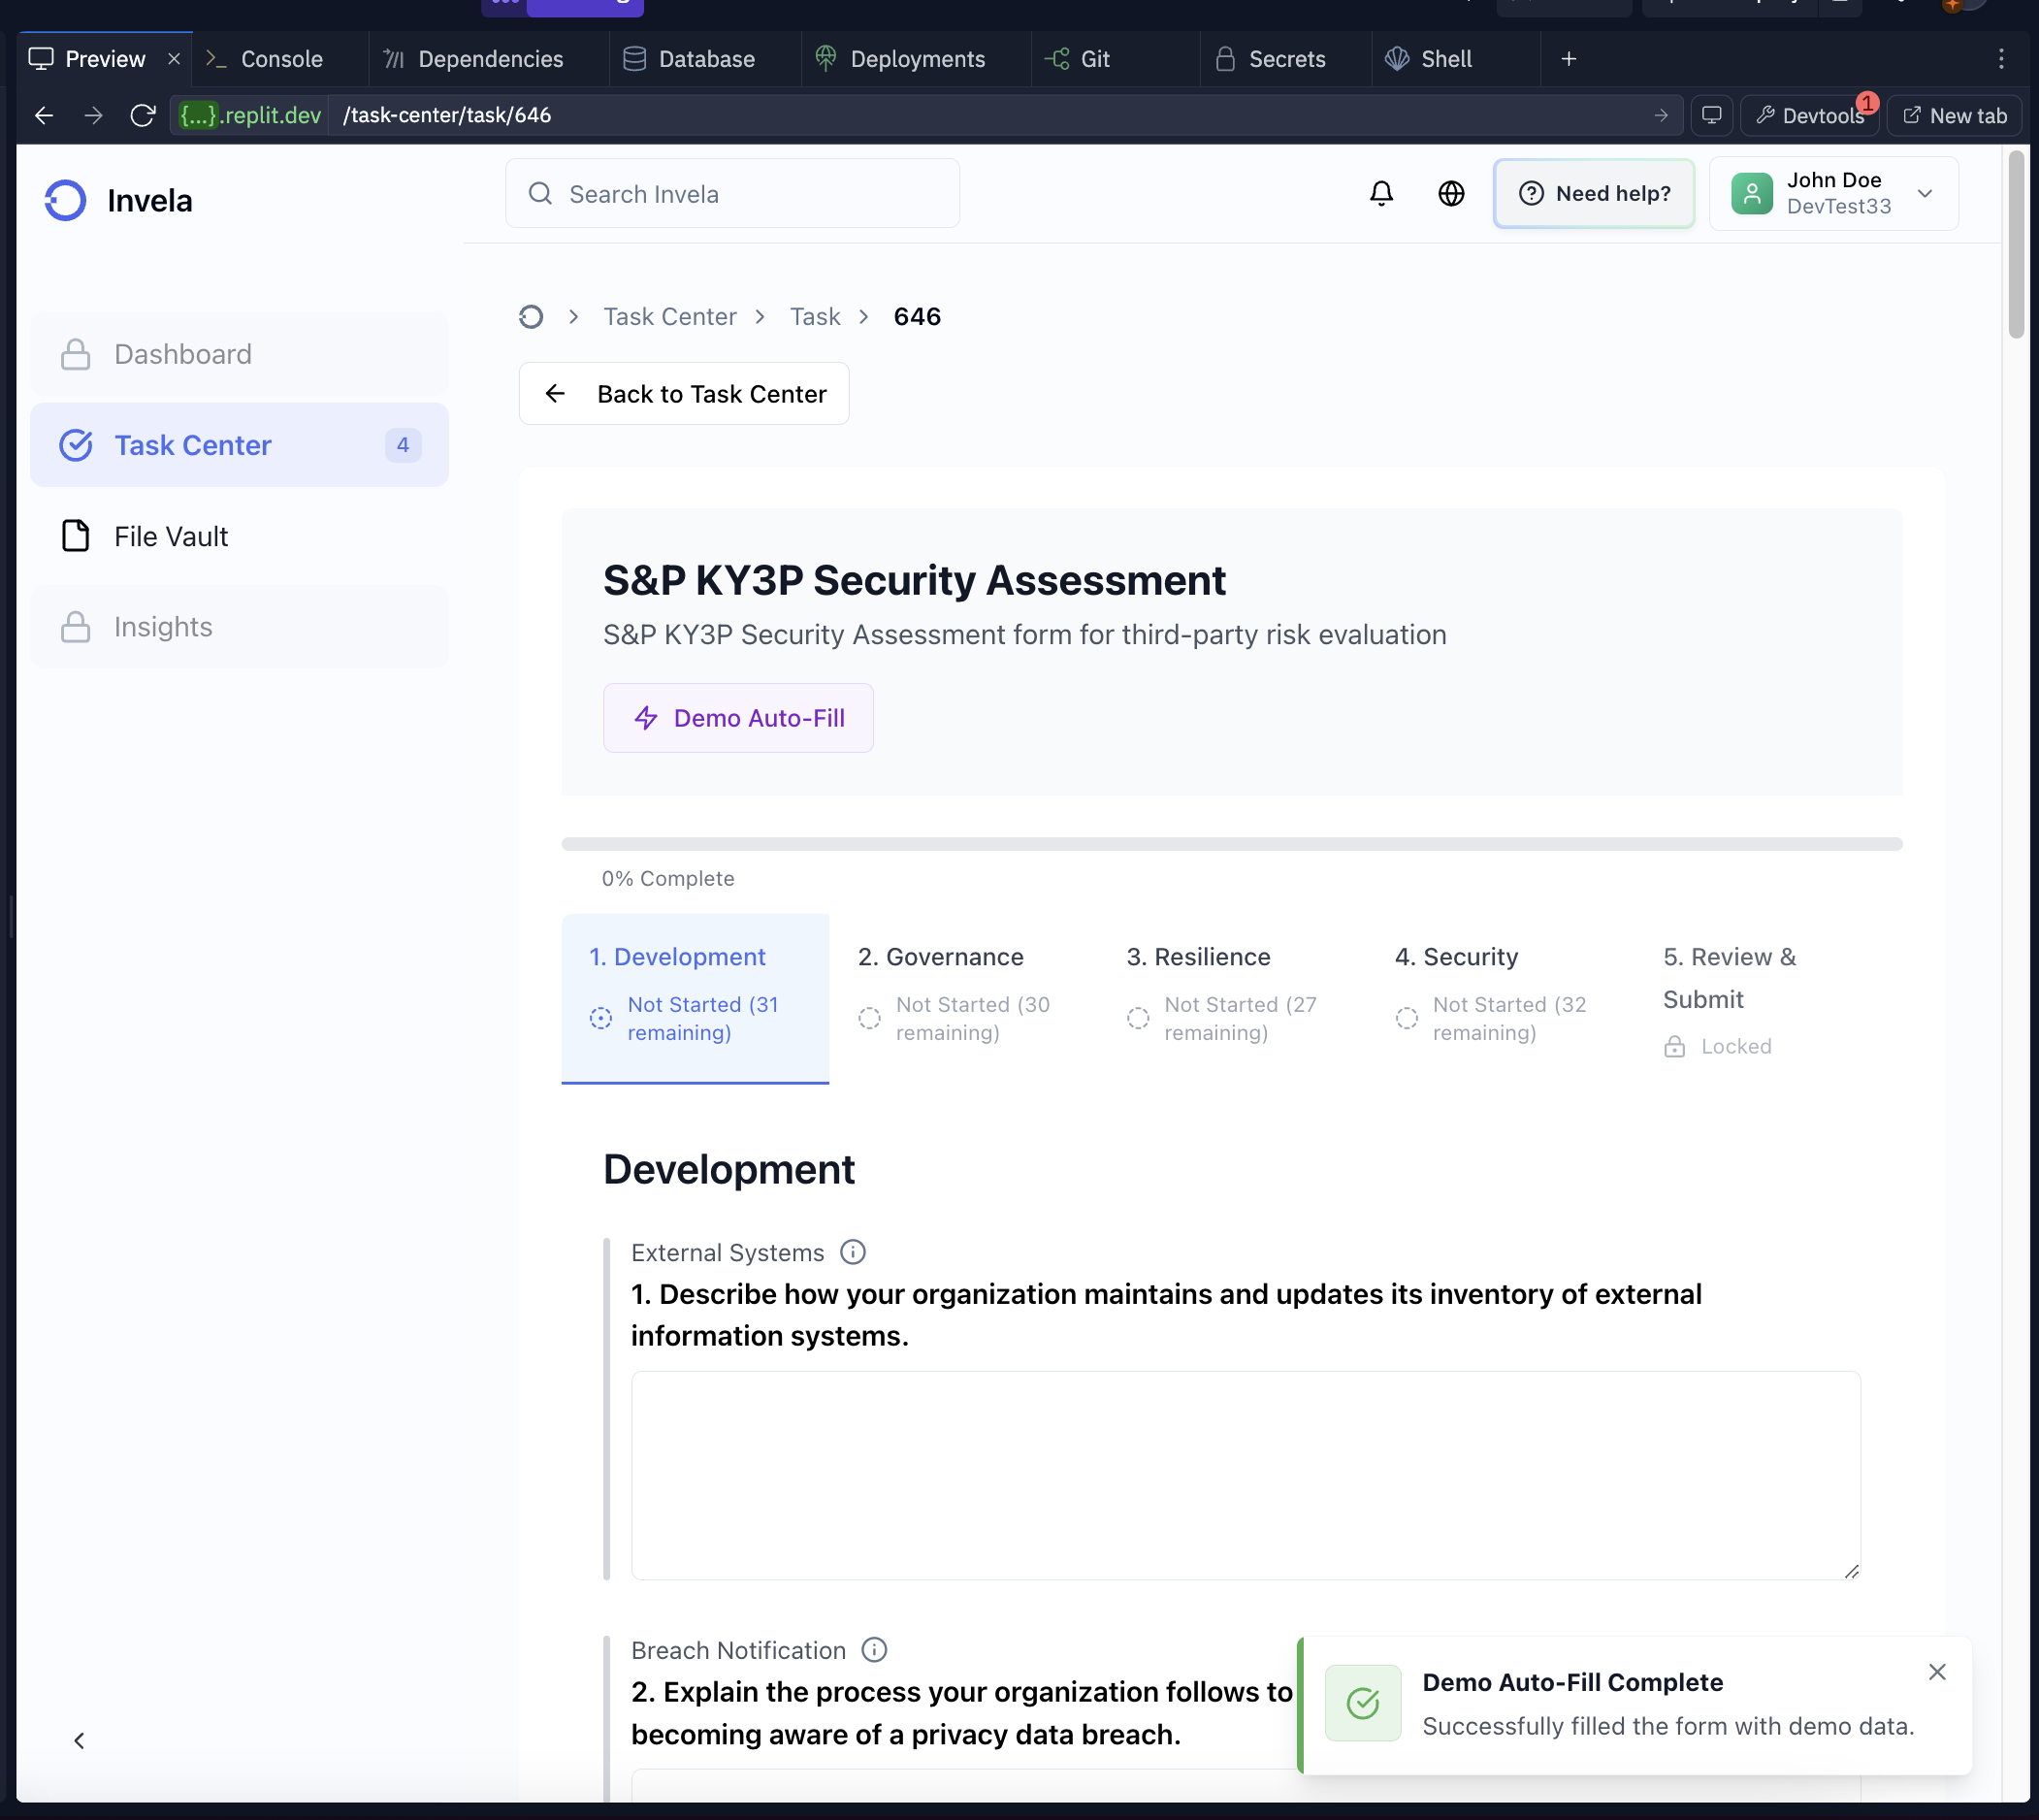 Preview
Console
Dependencies
Database
Deployments
Git
Secrets
Shell
{...}.replit.dev
/task-center/task/646
Devtools
1
New tab
Invela
Search Invela
Need help?
John Doe
DevTest33
Dashboard
Task Center
4
File Vault
Insights
Task Center
Task
646
Back to Task Center
S&P KY3P Security Assessment
S&P KY3P Security Assessment form for third-party risk evaluation
Demo Auto-Fill
0% Complete
1. Development
Not Started (31
remaining)
2. Governance
Not Started (30
remaining)
3. Resilience
Not Started (27
remaining)
4. Security
Not Started (32
remaining)
5. Review &
Submit
Locked
Development
External Systems
1. Describe how your organization maintains and updates its inventory of external
information systems.
Breach Notification
2. Explain the process your organization follows to
becoming aware of a privacy data breach.
Demo Auto-Fill Complete
Successfully filled the form with demo data.